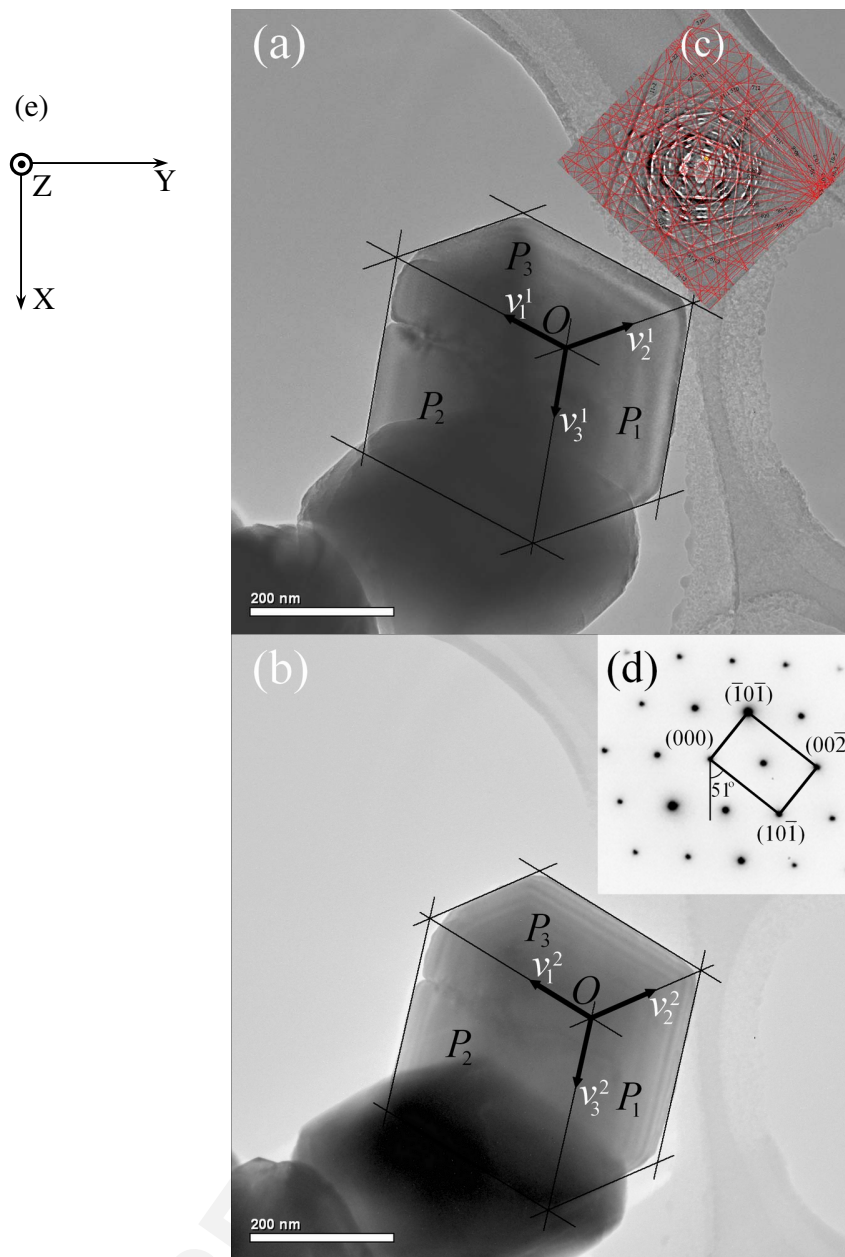 (e)
Z
Y
X
(a)
(c)
P₃
v₁¹
O
v₂¹
v₃¹
P₂
P₁
200 nm
(b)
(d)
(1̅01̅)
(000)
(002̅
51°
(101̅)
P₃
v₁²
O
v₂²
P₂
v₃²
P₁
200 nm